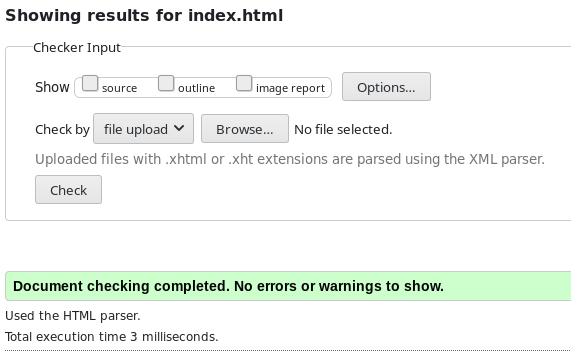 Showing results for index.html
Checker Input
Show source outline image report Options...
Check by file upload Browse... No file selected.
Uploaded files with .xhtml or .xht extensions are parsed using the XML parser.
Check
Document checking completed. No errors or warnings to show.
Used the HTML parser.
Total execution time 3 milliseconds.